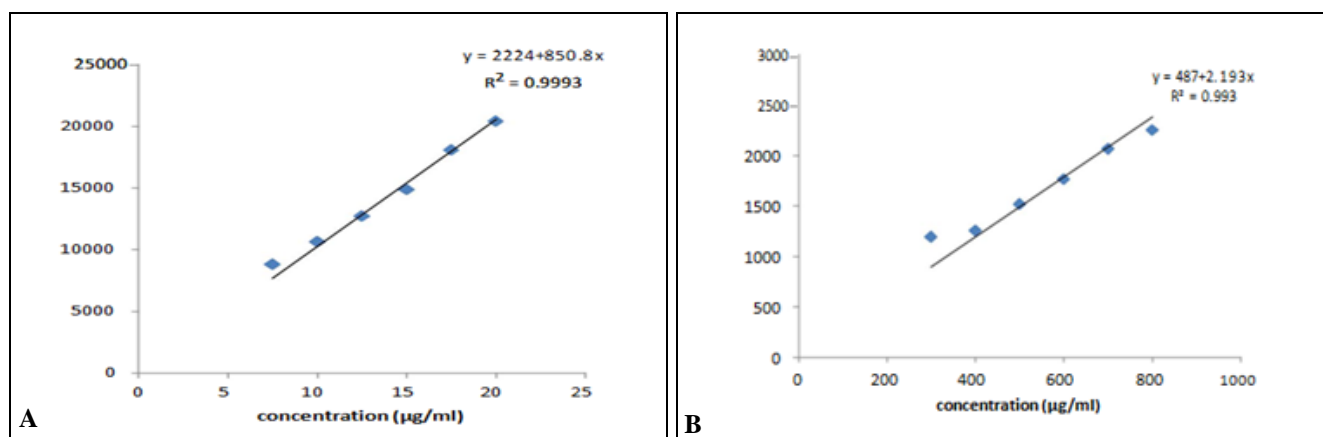 y = 2224+850.8x
R² = 0.9993
25000
20000
15000
10000
5000
0
0 5 10 15 20 25
concentration (µg/ml)
A
y = 487+2.193x
R² = 0.993
3000
2500
2000
1500
1000
500
0
0 200 400 600 800 1000
concentration (µg/ml)
B